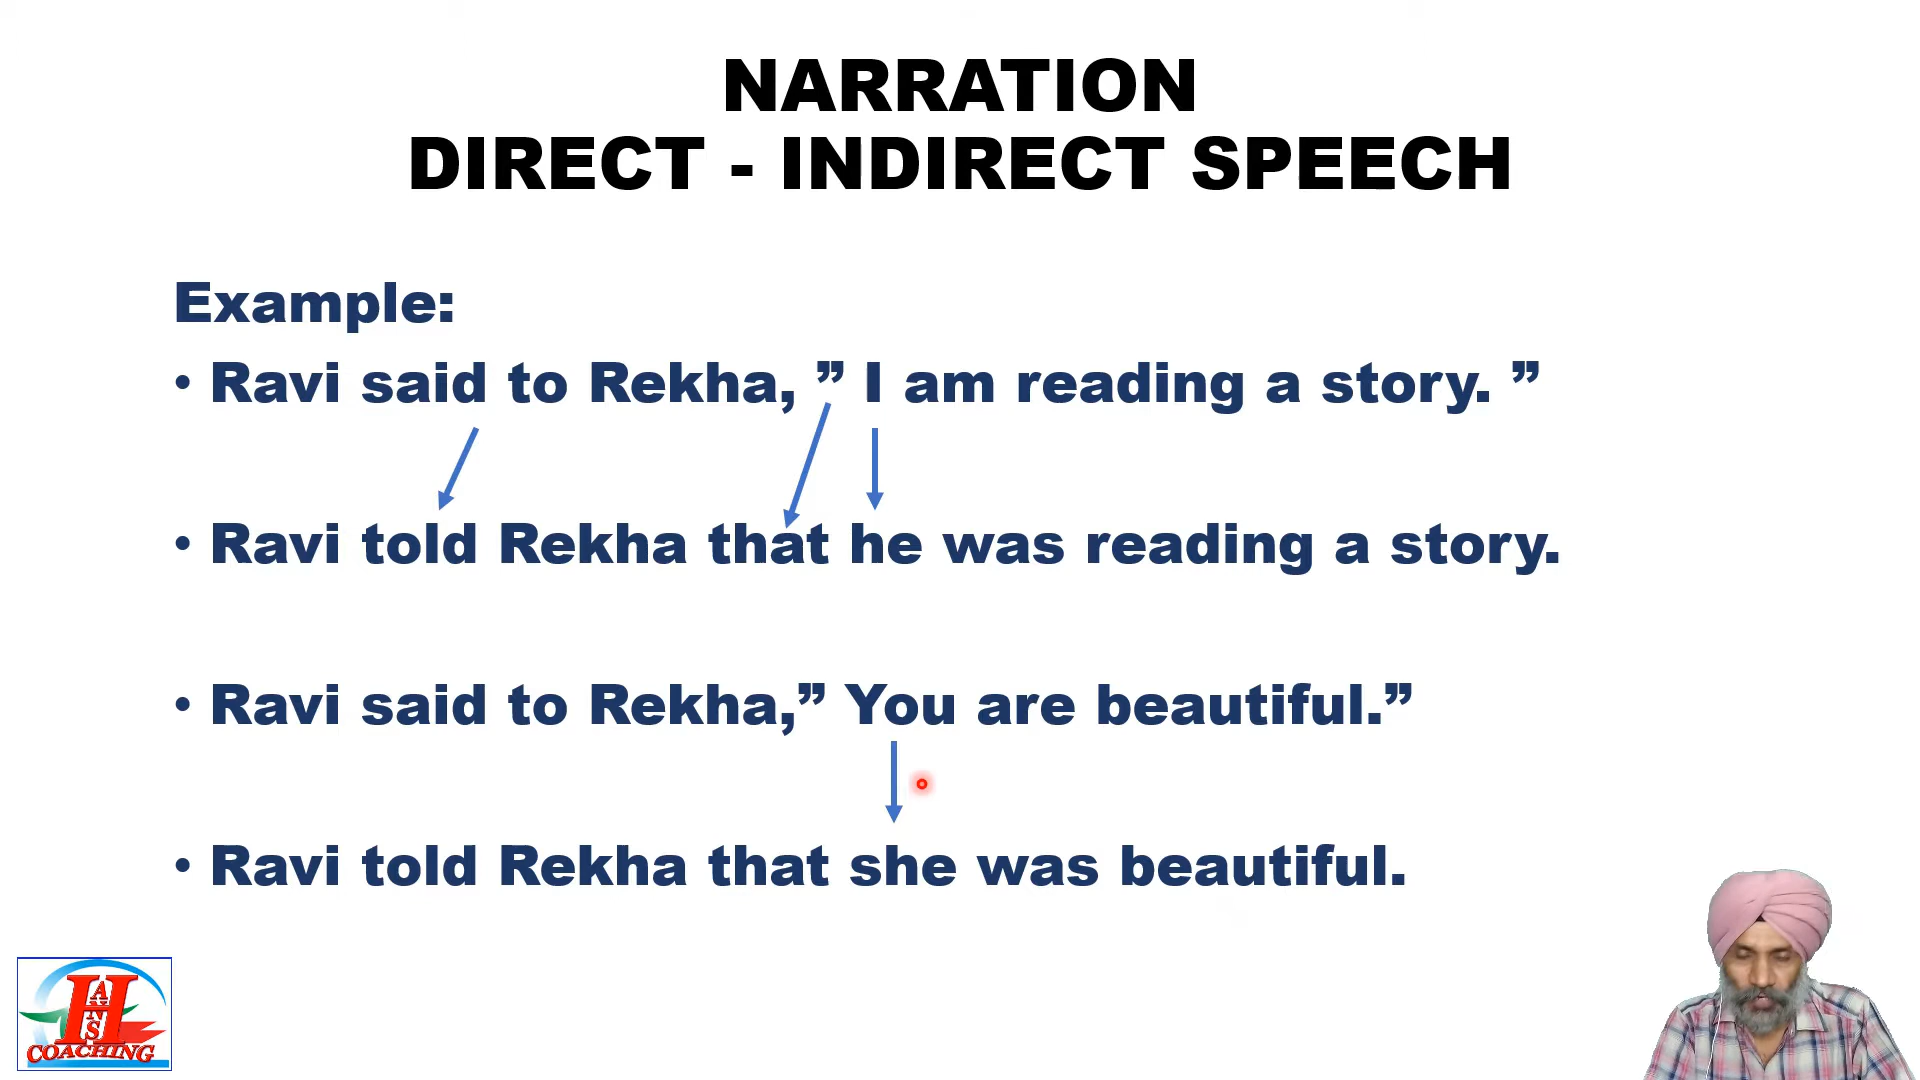 NARRATION
DIRECT - INDIRECT SPEECH
Example:
• Ravi said to Rekha, ” I am reading a story. ”
• Ravi told Rekha that he was reading a story.
• Ravi said to Rekha,” You are beautiful.”
• Ravi told Rekha that she was beautiful.
HANS
COACHING